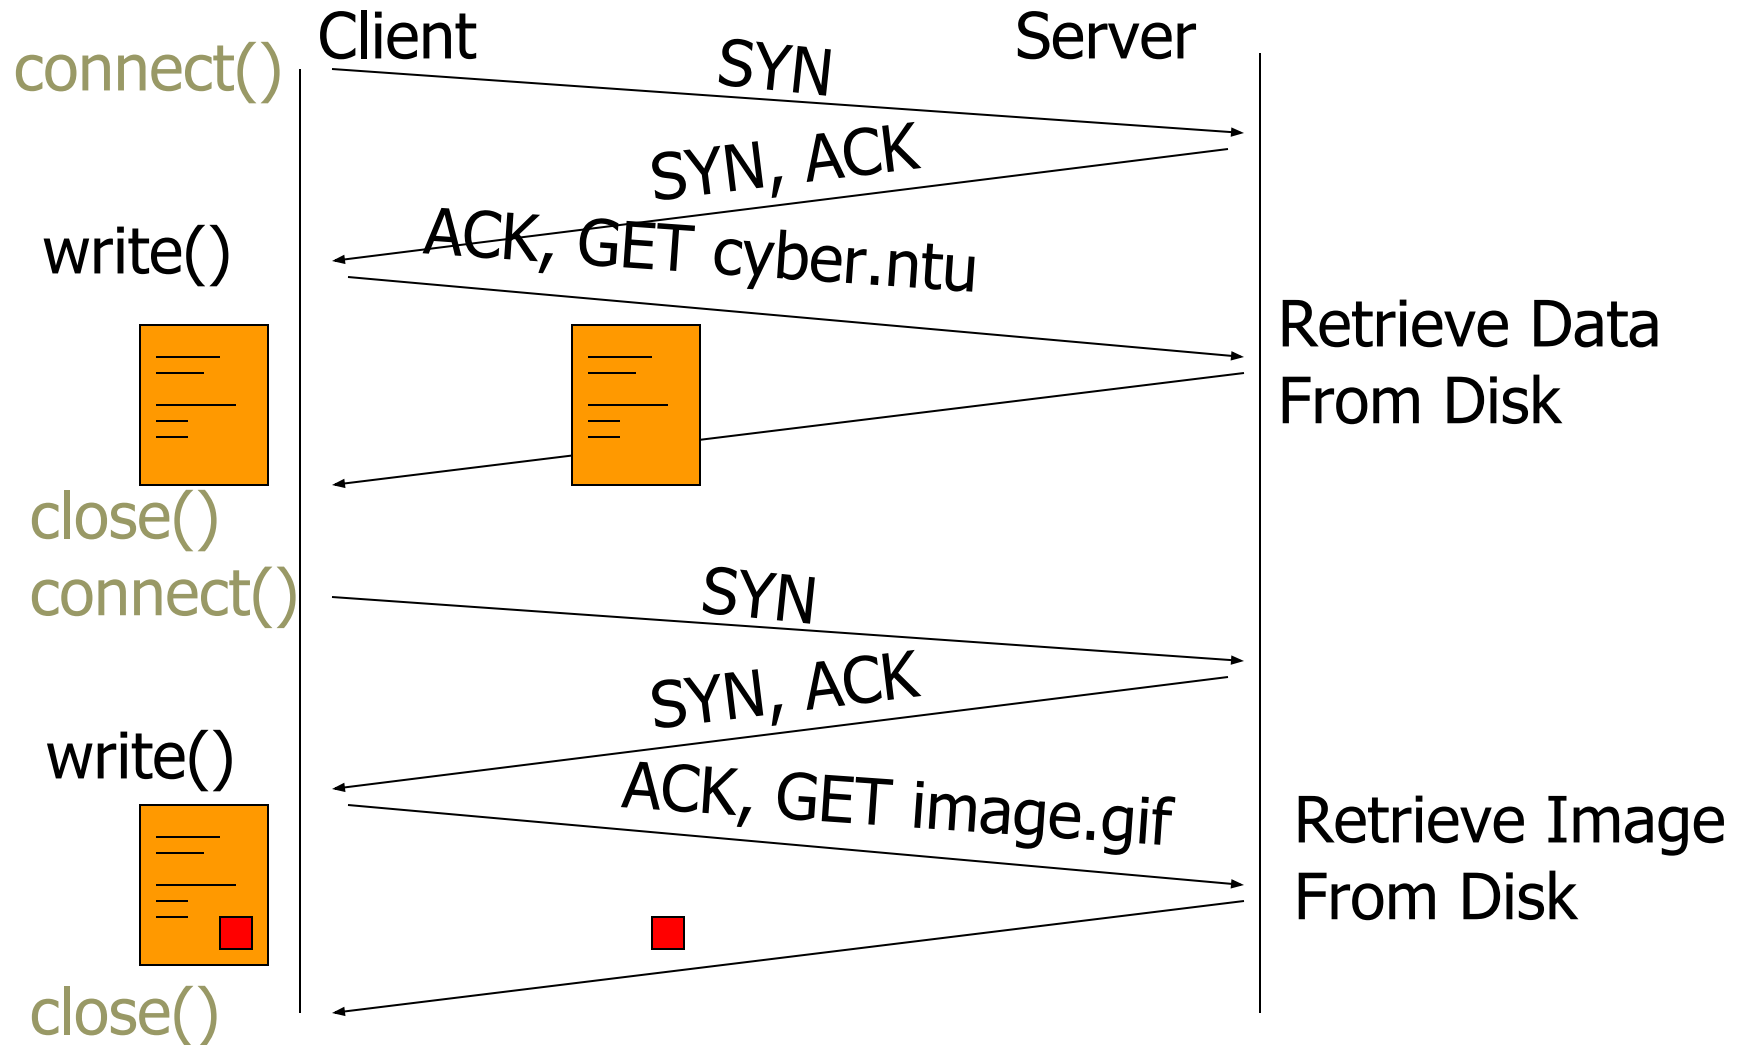 Client
Server
connect()
SYN
SYN, ACK
write()
ACK, GET cyber.ntu
Retrieve Data
From Disk
close()
connect()
SYN
SYN, ACK
write()
ACK, GET image.gif
Retrieve Image
From Disk
close()